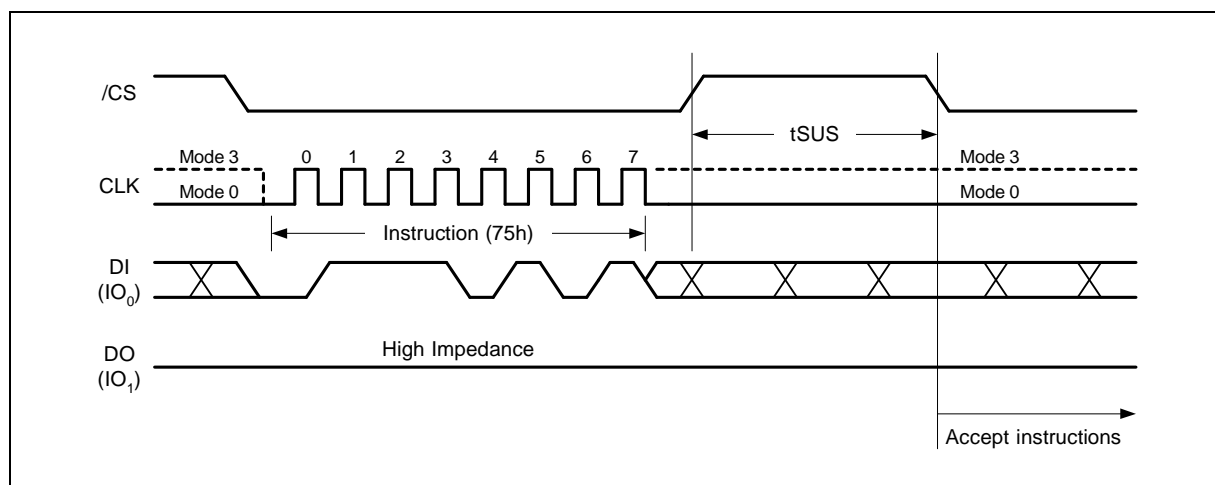 /CS
tSUS
Mode 3 0 1 2 3 4 5 6 7 Mode 3
CLK
Mode 0 Mode 0
Instruction (75h)
DI
(IO0)
High Impedance
DO
(IO1)
Accept instructions